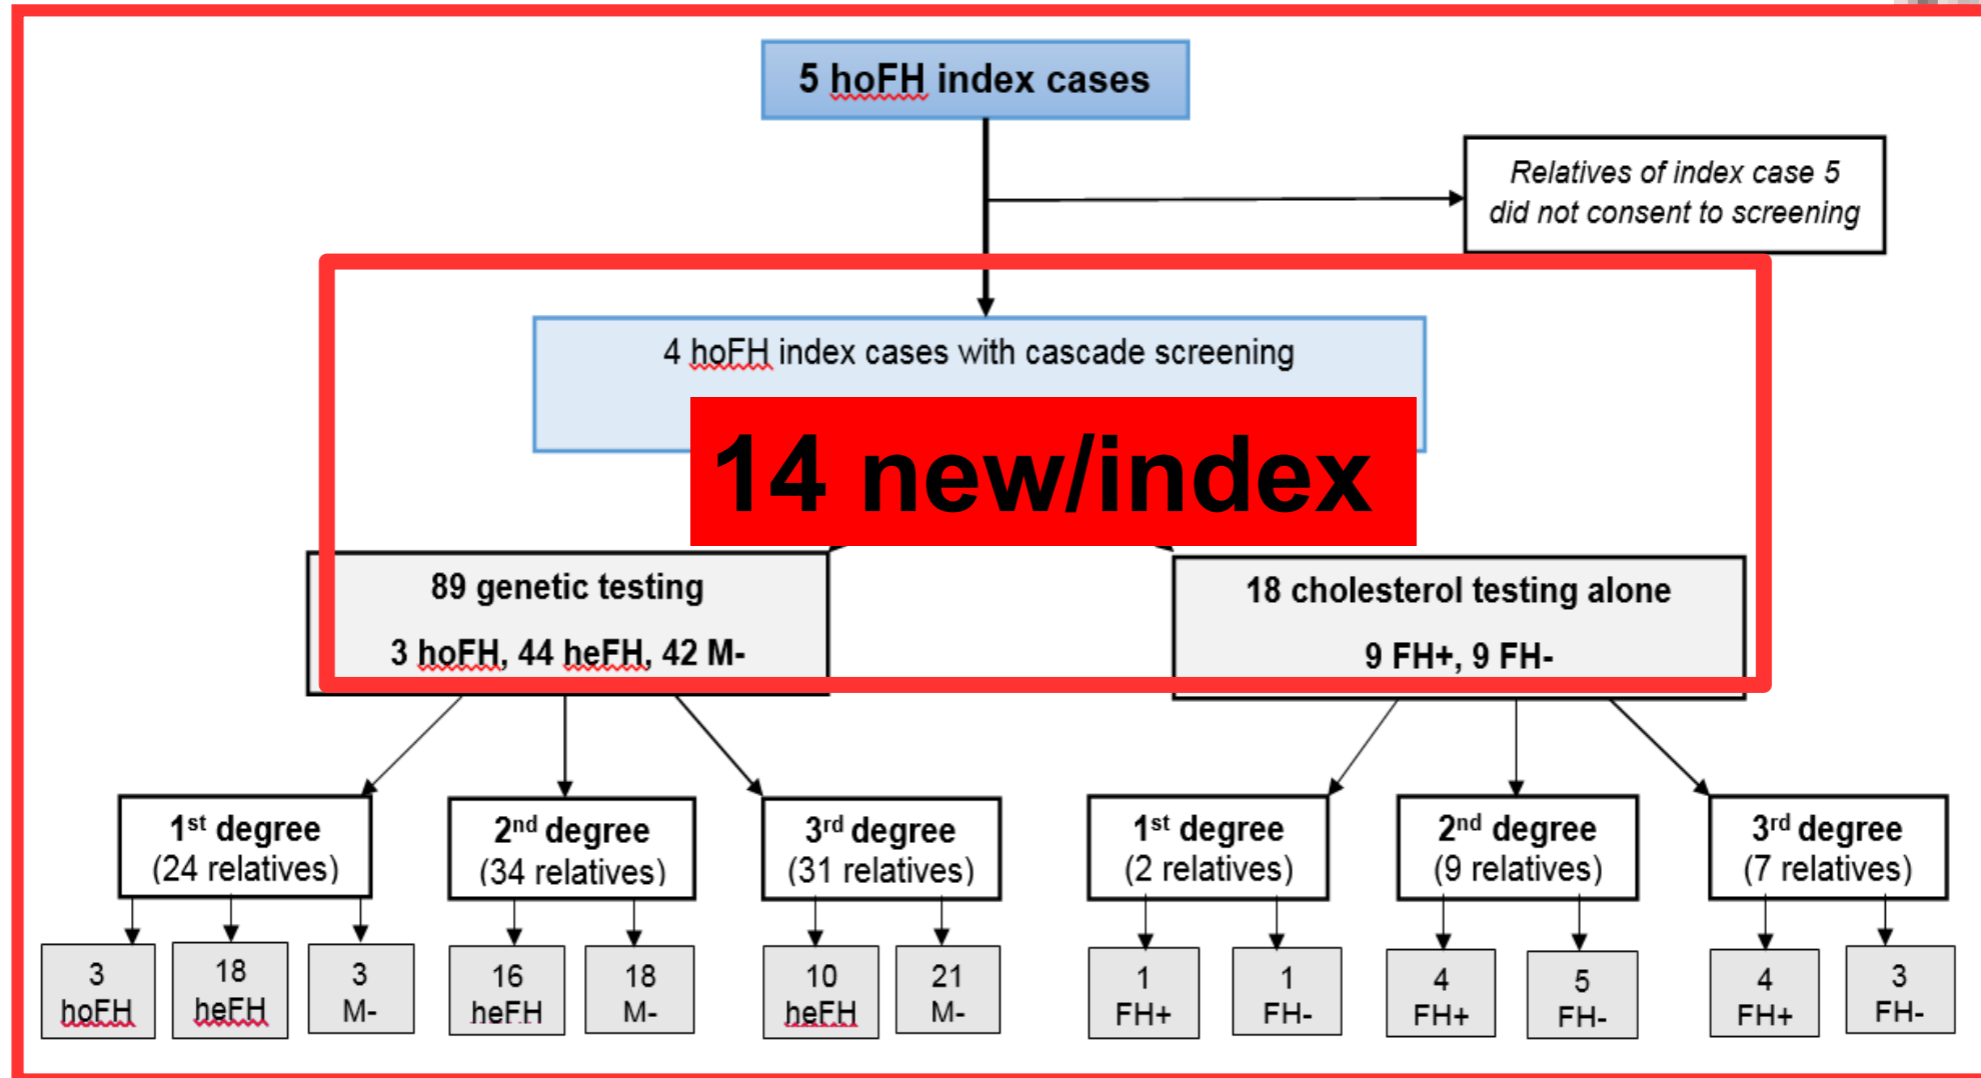 5 hoFH index cases
Relatives of index case 5
did not consent to screening
4 hoFH index cases with cascade screening
14 new/index
89 genetic testing
3 hoFH, 44 heFH, 42 M-
18 cholesterol testing alone
9 FH+, 9 FH-
1st degree
(24 relatives)
2nd degree
(34 relatives)
3rd degree
(31 relatives)
1st degree
(2 relatives)
2nd degree
(9 relatives)
3rd degree
(7 relatives)
3
hoFH
18
heFH
3
M-
16
heFH
18
M-
10
heFH
21
M-
1
FH+
1
FH-
4
FH+
5
FH-
4
FH+
3
FH-